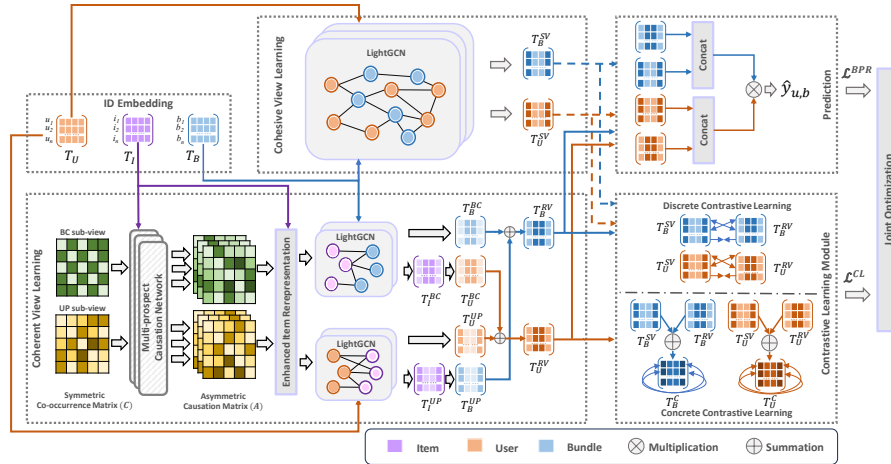 ID Embedding
u1
u2
un
T_U
i1
i2
in
T_I
b1
b2
bn
T_B
Cohesive View Learning
LightGCN
T_B^SV
T_U^SV
Concat
Concat
ŷ_u,b
Prediction
ℒ^BPR
Joint Optimization
Coherent View Learning
BC sub-view
UP sub-view
Symmetric
Co-occurrence Matrix (C)
Multi-prospect
Causation Network
Asymmetric
Causation Matrix (A)
Enhanced Item Rerepresentation
LightGCN
T_B^BC
T_B^RV
T_I^BC
T_U^BC
T_U^UP
LightGCN
T_U^RV
T_I^UP
T_B^UP
Discrete Contrastive Learning
T_B^SV
T_B^RV
T_U^SV
T_U^RV
T_B^SV
T_B^RV
T_U^SV
T_U^RV
T_B^C
T_U^C
Concrete Contrastive Learning
Contrastive Learning Module
ℒ^CL
Item
User
Bundle
Multiplication
Summation